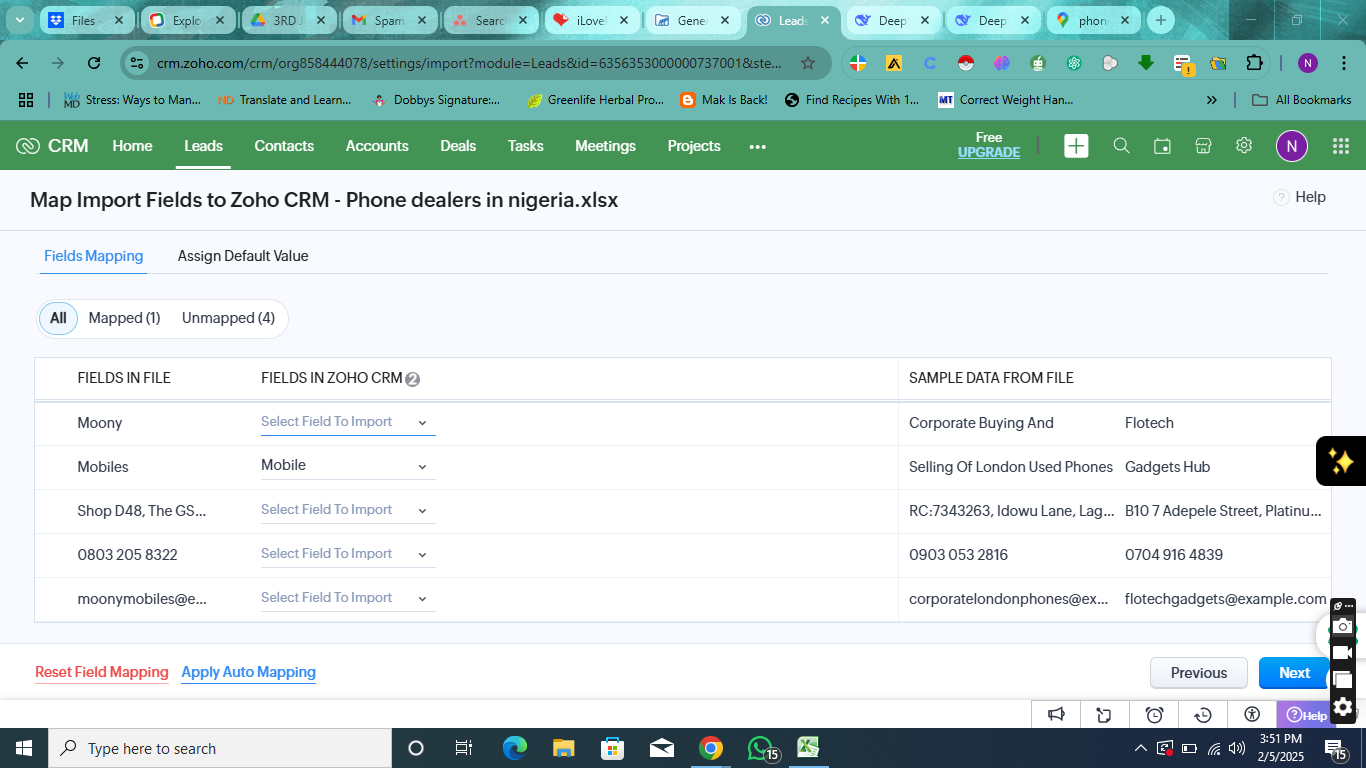 Files -
Explo
3RD J
Spam
Searc
iLovel
Gene
Leads
Deep
Deep
phon
crm.zoho.com/crm/org858444078/settings/import?module=Leads&id=6356353000000737001&ste...
N
Stress: Ways to Man...
Translate and Learn...
Dobbys Signature:...
Greenlife Herbal Pro...
Mak Is Back!
Find Recipes With 1...
MT Correct Weight Han...
All Bookmarks
CRM
Home
Leads
Contacts
Accounts
Deals
Tasks
Meetings
Projects
Free
UPGRADE
N
Map Import Fields to Zoho CRM - Phone dealers in nigeria.xlsx
? Help
Fields Mapping
Assign Default Value
All
Mapped (1)
Unmapped (4)
FIELDS IN FILE
FIELDS IN ZOHO CRM 2
SAMPLE DATA FROM FILE
Moony
Select Field To Import
Corporate Buying And
Flotech
Mobiles
Mobile
Selling Of London Used Phones
Gadgets Hub
Shop D48, The GS...
Select Field To Import
RC:7343263, Idowu Lane, Lag...
B10 7 Adepele Street, Platinu...
0803 205 8322
Select Field To Import
0903 053 2816
0704 916 4839
moonymobiles@e...
Select Field To Import
corporatelondonphones@ex...
flotechgadgets@example.com
Reset Field Mapping
Apply Auto Mapping
Previous
Next
? Help
Type here to search
15
3:51 PM
2/5/2025
15